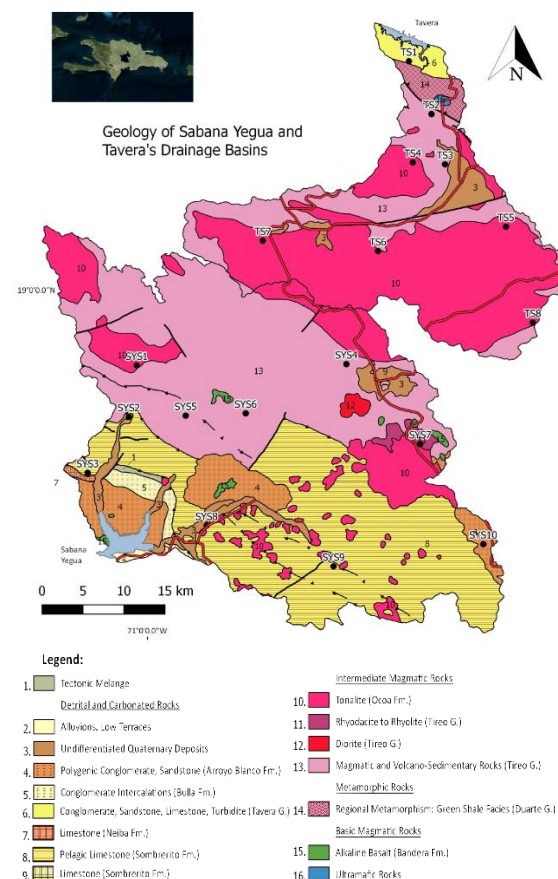 Tavera
TS1
6
14
N
TS2
Geology of Sabana Yegua and
Tavera's Drainage Basins
TS4
TS3
10
3
13
TS5
TS7
3
TS6
10
10
19°0'0.0"N
TS8
SYS4
10
SYS1
13
9
3
12
SYS2
SYS5
SYS6
SYS7
1
SYS3
7
5
4
10
4
SYS8
SYS10
Sabana
Yegua
8
SYS9
0 5 10 15 km
71°0'0.0"W
Legend:
1. Tectonic Melange
Detrital and Carbonated Rocks
2. Alluvions, Low Terraces
3. Undifferentiated Quaternary Deposits
4. Polygenic Conglomerate, Sandstone (Arroyo Blanco Fm.)
5. Conglomerate Intercalations (Bulla Fm.)
6. Conglomerate, Sandstone, Limestone, Turbidite (Tavera G.)
7. Limestone (Neiba Fm.)
8. Pelagic Limestone (Sombrerito Fm.)
9. Limestone (Sombrerito Fm.)
Intermediate Magmatic Rocks
10. Tonalite (Ocoa Fm.)
11. Rhyodacite to Rhyolite (Tireo G.)
12. Diorite (Tireo G.)
13. Magmatic and Volcano-Sedimentary Rocks (Tireo G.)
Metamorphic Rocks
14. Regional Metamorphism: Green Shale Facies (Duarte G.)
Basic Magmatic Rocks
15. Alkaline Basalt (Bandera Fm.)
16. Ultramafic Rocks